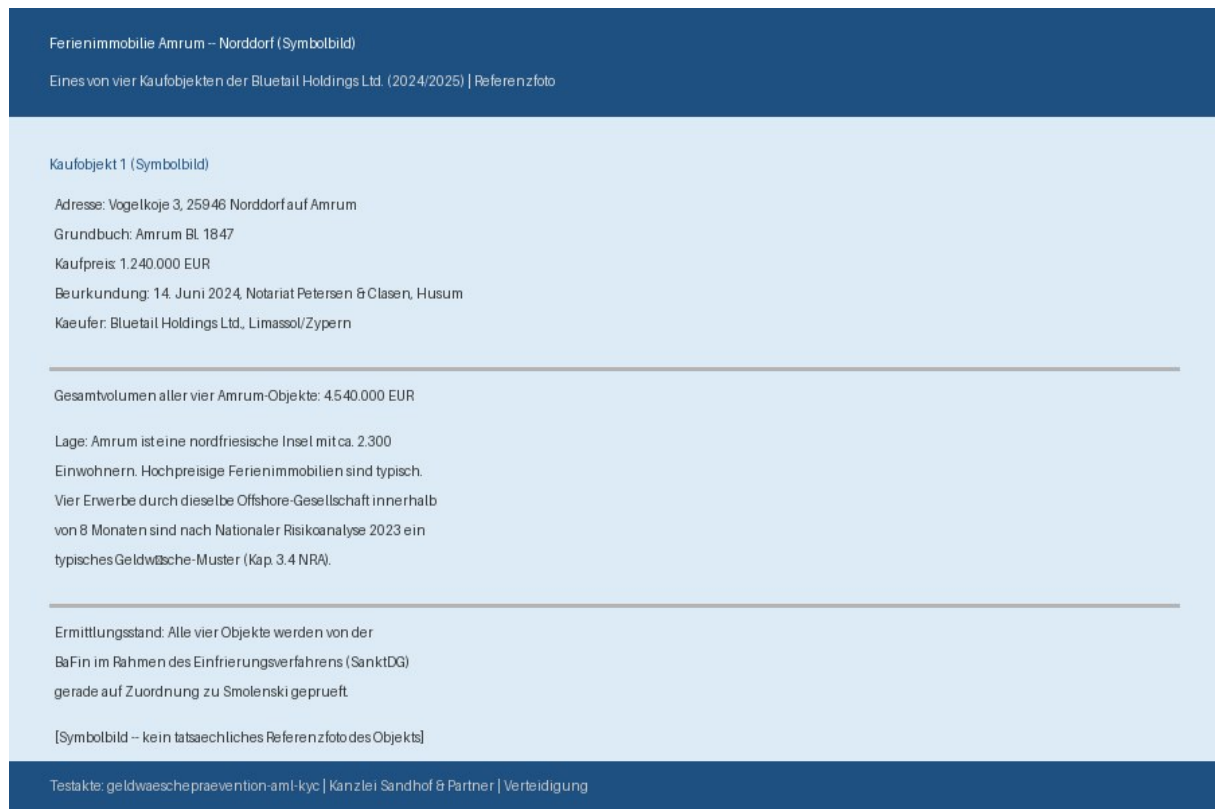 Ferienimmobilie Amrum -- Norddorf (Symbolbild)
Eines von vier Kaufobjekten der Bluetail Holdings Ltd. (2024/2025) | Referenzfoto
Kaufobjekt 1 (Symbolbild)
Adresse: Vogelkoje 3, 25946 Norddorf auf Amrum
Grundbuch: Amrum Bl. 1847
Kaufpreis: 1.240.000 EUR
Beurkundung: 14. Juni 2024, Notariat Petersen & Clasen, Husum
Kaeufer: Bluetail Holdings Ltd., Limassol/Zypern
Gesamtvolumen aller vier Amrum-Objekte: 4.540.000 EUR
Lage: Amrum ist eine nordfriesische Insel mit ca. 2.300
Einwohnern. Hochpreisige Ferienimmobilien sind typisch.
Vier Erwerbe durch dieselbe Offshore-Gesellschaft innerhalb
von 8 Monaten sind nach Nationaler Risikoanalyse 2023 ein
typisches (Kap. 3.4 NRA).
Ermittlungsstand: Alle vier Objekte werden von der
BaFin im Rahmen des Einfrierungsverfahrens (SanktDG)
gerade auf Zuordnung zu Smolenski geprueft.
[Symbolbild -- kein tatsaechliches Referenzfoto des Objekts]
Testakte: geldwaeschepraevention-aml-kyc | Kanzlei Sandhof & Partner | Verteidigung